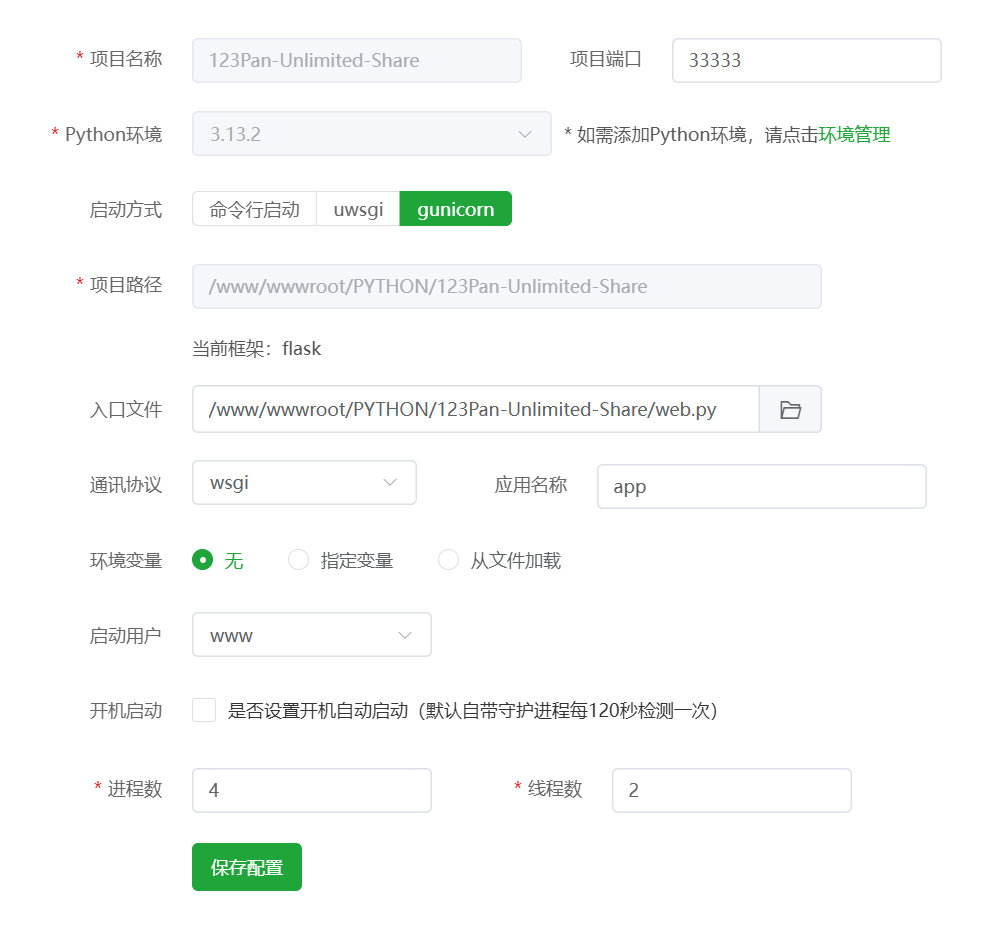 * 项目名称 123Pan-Unlimited-Share 项目端口 33333
* Python环境 3.13.2 * 如需添加Python环境，请点击环境管理
启动方式 命令行启动 uwsgi gunicorn
* 项目路径 /www/wwwroot/PYTHON/123Pan-Unlimited-Share
当前框架：flask
入口文件 /www/wwwroot/PYTHON/123Pan-Unlimited-Share/web.py
通讯协议 wsgi 应用名称 app
环境变量 无 指定变量 从文件加载
启动用户 www
开机启动 是否设置开机自动启动（默认自带守护进程每120秒检测一次）
* 进程数 4 * 线程数 2
保存配置